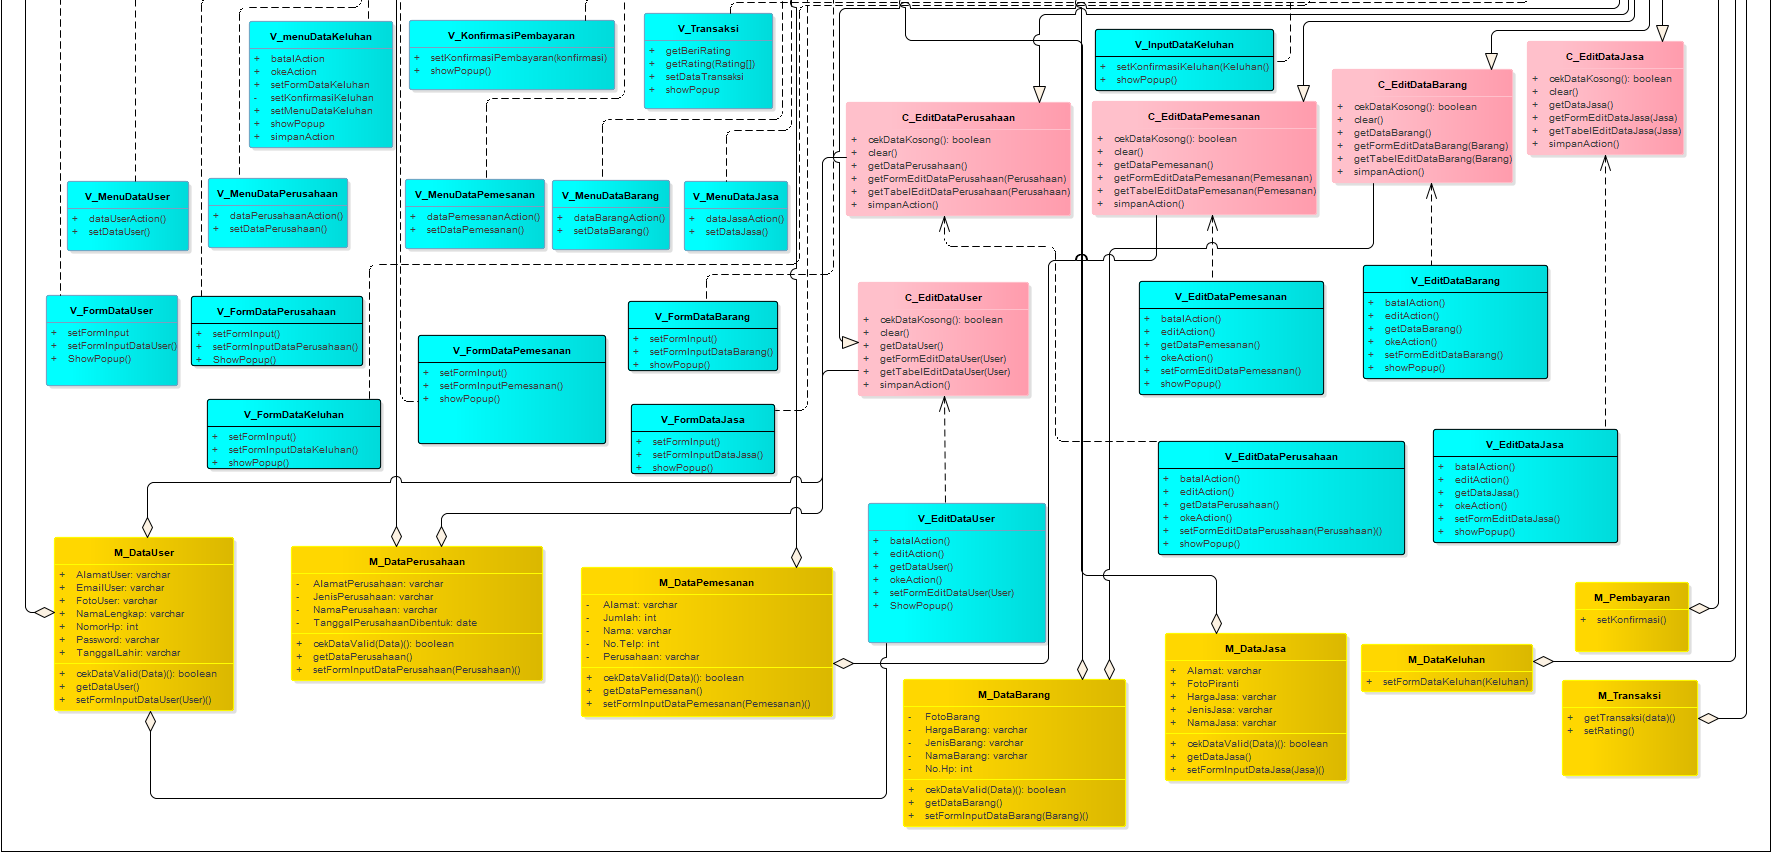 V_menuDataKeluhan
+ batalAction
+ okeAction
+ setFormDataKeluhan
- setKonfirmasiKeluhan
+ setMenuDataKeluhan
+ showPopup
+ simpanAction
V_KonfirmasiPembayaran
+ setKonfirmasiPembayaran(konfirmasi)
+ showPopup()
V_Transaksi
+ getBeriRating
+ getRating(Rating[])
+ setDataTransaksi
+ showPopup
V_InputDataKeluhan
+ setKonfirmasiKeluhan(Keluhan()
+ showPopup()
C_EditDataJasa
+ cekDataKosong(): boolean
+ clear()
+ getDataJasa()
+ getFormEditDataJasa(Jasa)
+ getTabelEditDataJasa(Jasa)
+ simpanAction()
C_EditDataBarang
+ cekDataKosong(): boolean
+ clear()
+ getDataBarang()
+ getFormEditDataBarang(Barang)
+ getTabelEditDataBarang(Barang)
+ simpanAction()
C_EditDataPerusahaan
+ cekDataKosong(): boolean
+ clear()
+ getDataPerusahaan()
+ getFormEditDataPerusahaan(Perusahaan)
+ getTabelEditDataPerusahaan(Perusahaan)
+ simpanAction()
C_EditDataPemesanan
+ cekDataKosong(): boolean
+ clear()
+ getDataPemesanan()
+ getFormEditDataPemesanan(Pemesanan)
+ getTabelEditDataPemesanan(Pemesanan)
+ simpanAction()
V_MenuDataUser
+ dataUserAction()
+ setDataUser()
V_MenuDataPerusahaan
+ dataPerusahaanAction()
+ setDataPerusahaan()
V_MenuDataPemesanan
+ dataPemesananAction()
+ setDataPemesanan()
V_MenuDataBarang
+ dataBarangAction()
+ setDataBarang()
V_MenuDataJasa
+ dataJasaAction()
+ setDataJasa()
V_FormDataUser
+ setFormInput
+ setFormInputDataUser()
+ ShowPopup()
V_FormDataPerusahaan
+ setFormInput()
+ setFormInputDataPerusahaan()
+ ShowPopup()
V_FormDataPemesanan
+ setFormInput()
+ setFormInputPemesanan()
+ showPopup()
V_FormDataBarang
+ setFormInput()
+ setFormInputDataBarang()
+ showPopup()
C_EditDataUser
+ cekDataKosong(): boolean
+ clear()
+ getDataUser()
+ getFormEditDataUser(User)
+ getTabelEditDataUser(User)
+ simpanAction()
V_EditDataPemesanan
+ batalAction()
+ editAction()
+ getDataPemesanan()
+ okeAction()
+ setFormEditDataPemesanan()
+ showPopup()
V_EditDataBarang
+ batalAction()
+ editAction()
+ getDataBarang()
+ okeAction()
+ setFormEditDataBarang()
+ showPopup()
V_FormDataKeluhan
+ setFormInput()
+ setFormInputDataKeluhan()
+ showPopup()
V_FormDataJasa
+ setFormInput()
+ setFormInputDataJasa()
+ showPopup()
V_EditDataPerusahaan
+ batalAction()
+ editAction()
+ getDataPerusahaan()
+ okeAction()
+ setFormEditDataPerusahaan(Perusahaan)()
+ showPopup()
V_EditDataJasa
+ batalAction()
+ editAction()
+ getDataJasa()
+ okeAction()
+ setFormEditDataJasa()
+ showPopup()
V_EditDataUser
+ batalAction()
+ editAction()
+ getDataUser()
+ okeAction()
+ setFormEditDataUser(User)
+ ShowPopup()
M_DataUser
+ AlamatUser: varchar
+ EmailUser: varchar
+ FotoUser: varchar
+ NamaLengkap: varchar
+ NomorHp: int
+ Password: varchar
+ TanggalLahir: varchar
+ cekDataValid(Data)(): boolean
+ getDataUser()
+ setFormInputDataUser(User)()
M_DataPerusahaan
- AlamatPerusahaan: varchar
- JenisPerusahaan: varchar
- NamaPerusahaan: varchar
- TanggalPerusahaanDibentuk: date
+ cekDataValid(Data)(): boolean
+ getDataPerusahaan()
+ setFormInputDataPerusahaan(Perusahaan)()
M_DataPemesanan
- Alamat: varchar
- Jumlah: int
- Nama: varchar
- No.Telp: int
- Perusahaan: varchar
+ cekDataValid(Data)(): boolean
+ getDataPemesanan()
+ setFormInputDataPemesanan(Pemesanan)()
M_DataBarang
- FotoBarang
- HargaBarang: varchar
- JenisBarang: varchar
- NamaBarang: varchar
- No.Hp: int
+ cekDataValid(Data)(): boolean
+ getDataBarang()
+ setFormInputDataBarang(Barang)()
M_DataJasa
+ Alamat: varchar
+ FotoPiranti
+ HargaJasa: varchar
+ JenisJasa: varchar
+ NamaJasa: varchar
+ cekDataValid(Data)(): boolean
+ getDataJasa()
+ setFormInputDataJasa(Jasa)()
M_Pembayaran
+ setKonfirmasi()
M_DataKeluhan
+ setFormDataKeluhan(Keluhan)
M_Transaksi
+ getTransaksi(data)()
+ setRating()